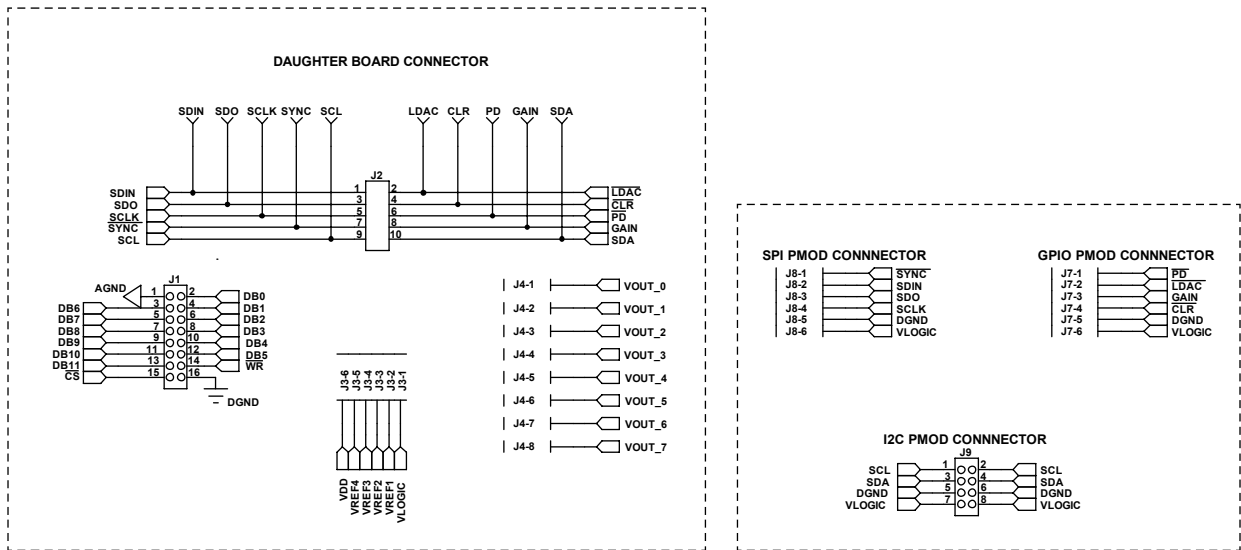 DAUGHTER BOARD CONNECTOR
SDIN SDO SCLK SYNC SCL LDAC CLR PD GAIN SDA
J2
SDIN 1 2 LDAC
SDO 3 4 CLR
SCLK 5 6 PD
SYNC 7 8 GAIN
SCL 9 10 SDA
J1
AGND 1 2 DB0
DB6 3 4 DB1
DB7 5 6 DB2
DB8 7 8 DB3
DB9 9 10 DB4
DB10 11 12 DB5
DB11 13 14 WR
CS 15 16
DGND
J4-1 VOUT_0
J4-2 VOUT_1
J4-3 VOUT_2
J4-4 VOUT_3
J4-5 VOUT_4
J4-6 VOUT_5
J4-7 VOUT_6
J4-8 VOUT_7
J3-6 J3-5 J3-4 J3-3 J3-2 J3-1
VDD VREF4 VREF3 VREF2 VREF1 VLOGIC
SPI PMOD CONNNECTOR
J8-1 SYNC
J8-2 SDIN
J8-3 SDO
J8-4 SCLK
J8-5 DGND
J8-6 VLOGIC
GPIO PMOD CONNNECTOR
J7-1 PD
J7-2 LDAC
J7-3 GAIN
J7-4 CLR
J7-5 DGND
J7-6 VLOGIC
I2C PMOD CONNNECTOR
J9
SCL 1 2 SCL
SDA 3 4 SDA
DGND 5 6 DGND
VLOGIC 7 8 VLOGIC